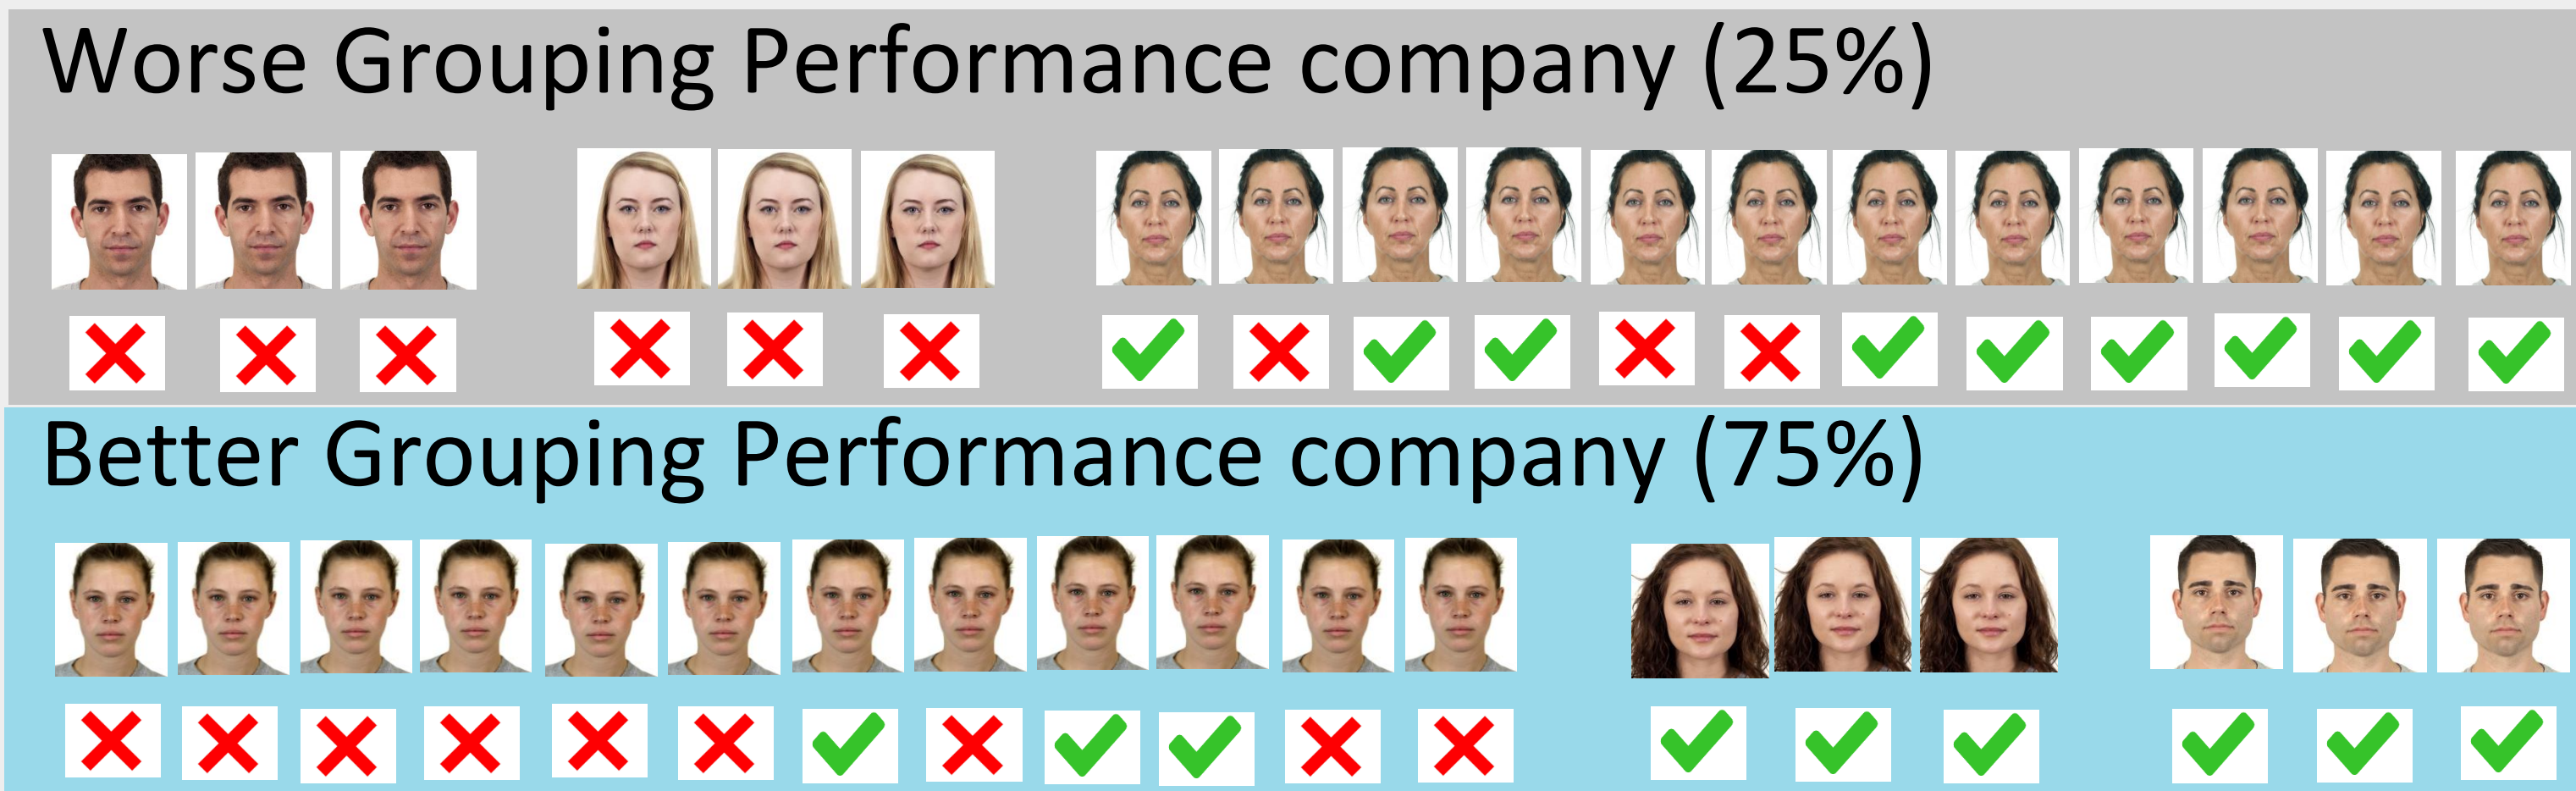 Worse Grouping Performance company (25%)
Better Grouping Performance company (75%)